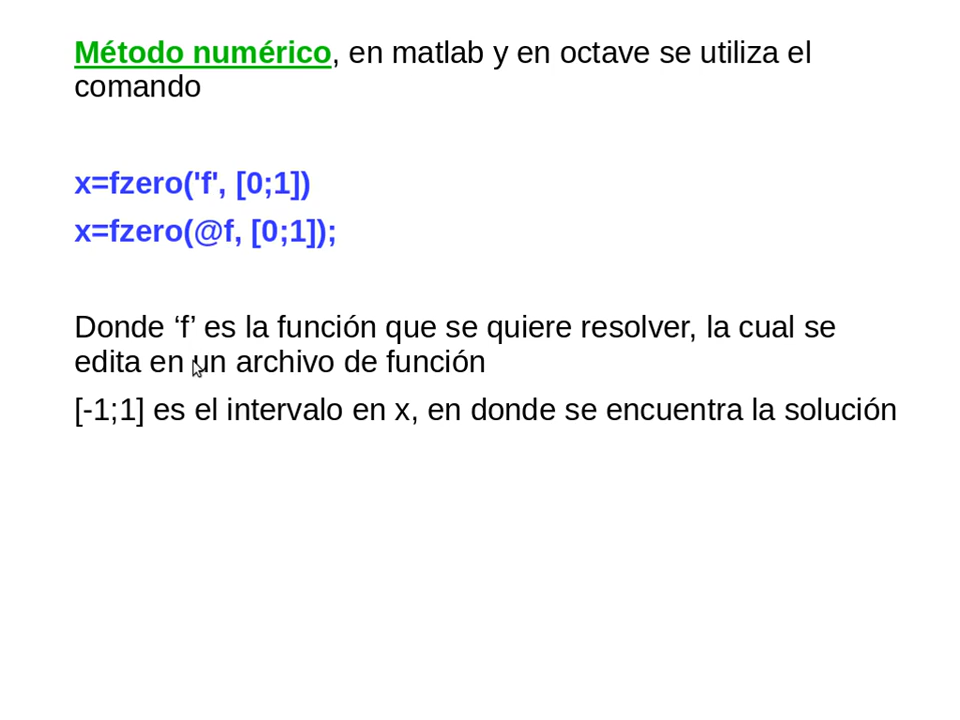 Método numérico, en matlab y en octave se utiliza el
comando
x=fzero('f', [0;1])
x=fzero(@f, [0;1]);
Donde ‘f’ es la función que se quiere resolver, la cual se
edita en un archivo de función
[-1;1] es el intervalo en x, en donde se encuentra la solución